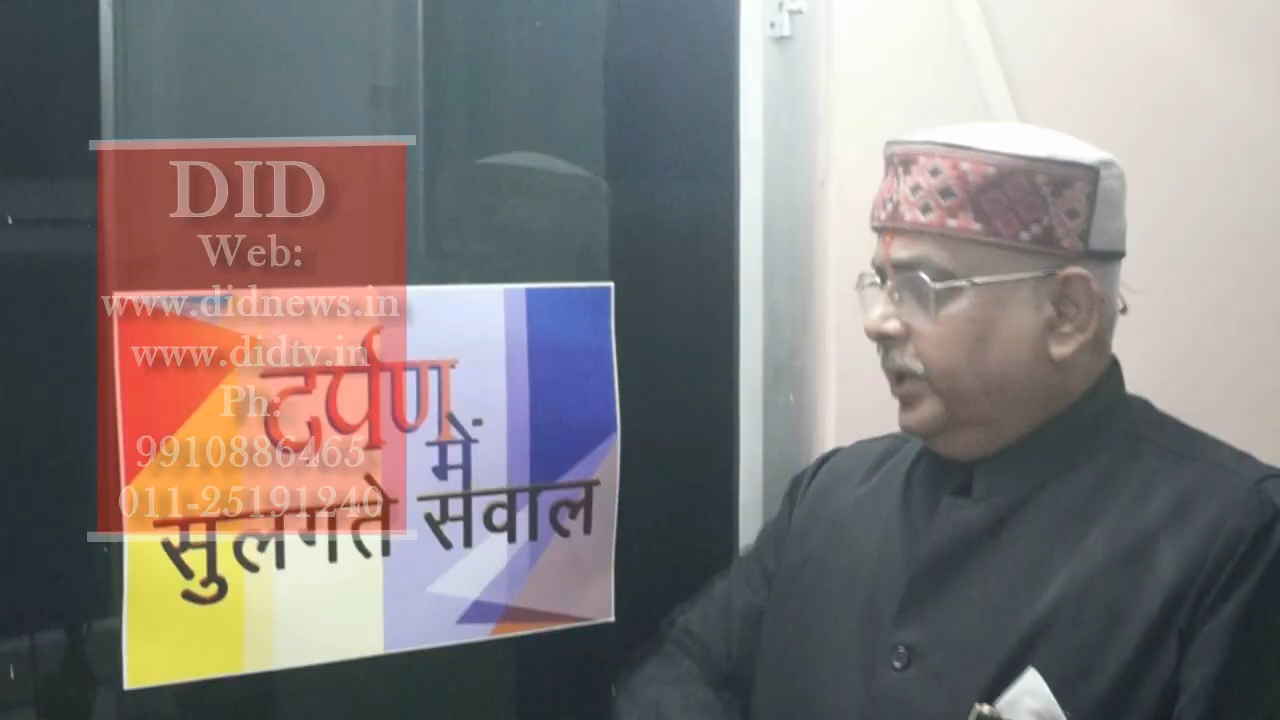 DID
Web:
www.didnews.in
www.didtv.in
Ph:
9910886465
011-25191240
दर्पण
में
सुलगते सवाल